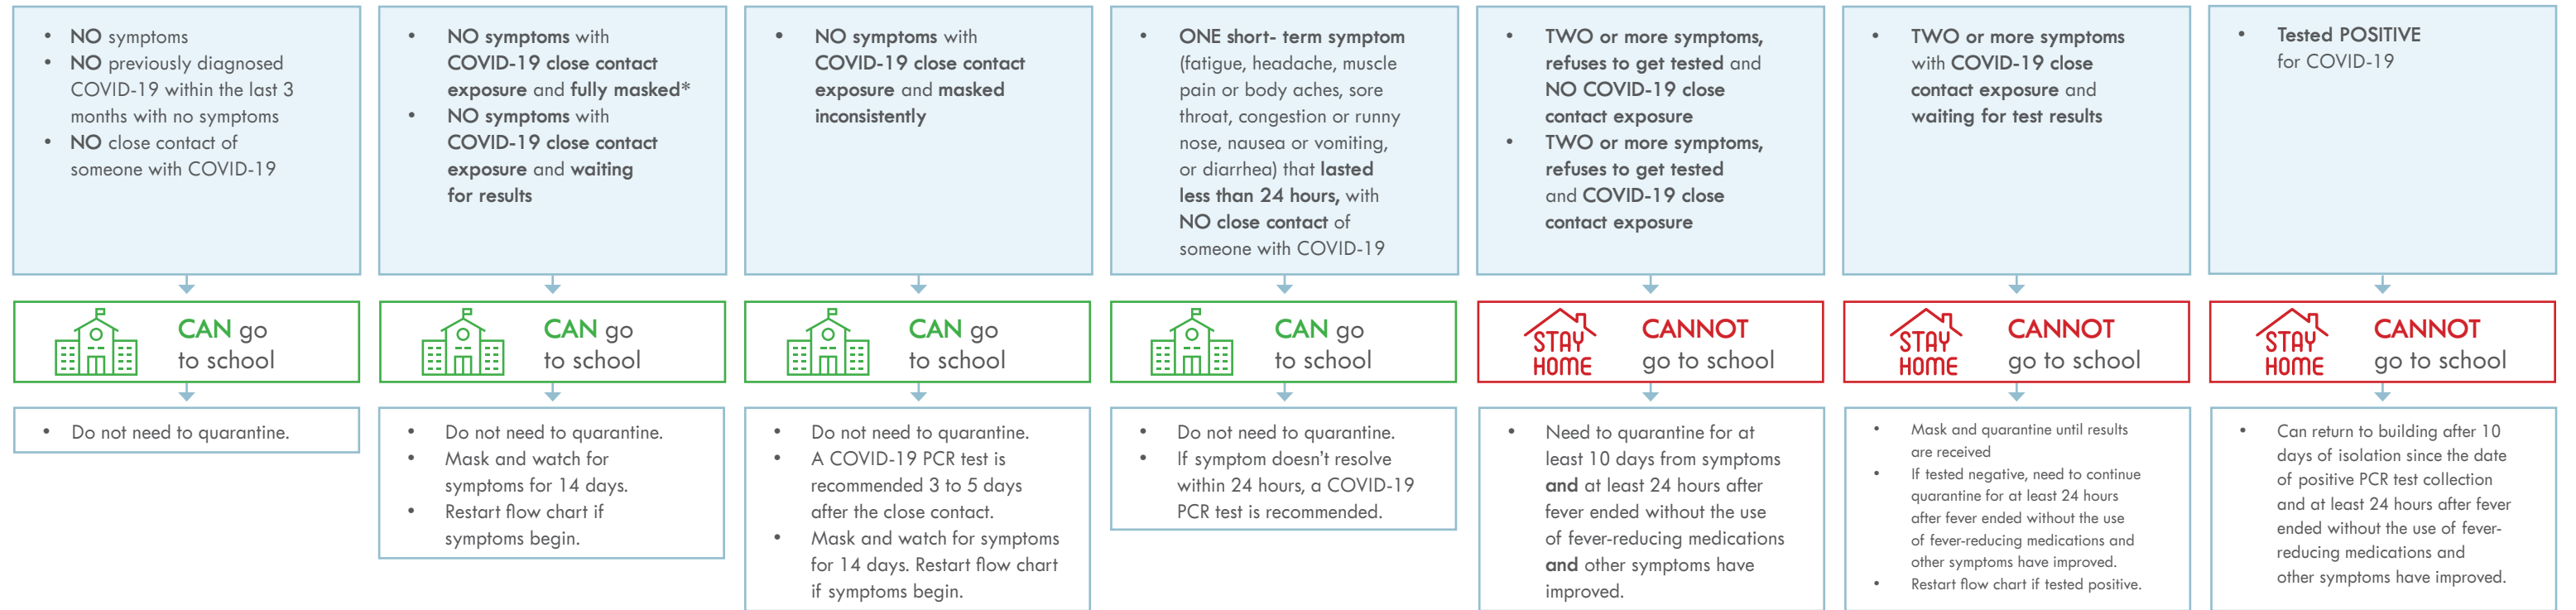 • NO symptoms
• NO previously diagnosed
COVID-19 within the last 3
months with no symptoms
• NO close contact of
someone with COVID-19
CAN go
to school
• Do not need to quarantine.
• NO symptoms with
COVID-19 close contact
exposure and fully masked*
• NO symptoms with
COVID-19 close contact
exposure and waiting
for results
CAN go
to school
• Do not need to quarantine.
• Mask and watch for
symptoms for 14 days.
• Restart flow chart if
symptoms begin.
• NO symptoms with
COVID-19 close contact
exposure and masked
inconsistently
CAN go
to school
• Do not need to quarantine.
• A COVID-19 PCR test is
recommended 3 to 5 days
after the close contact.
• Mask and watch for symptoms
for 14 days. Restart flow chart
if symptoms begin.
• ONE short- term symptom
(fatigue, headache, muscle
pain or body aches, sore
throat, congestion or runny
nose, nausea or vomiting,
or diarrhea) that lasted
less than 24 hours, with
NO close contact of
someone with COVID-19
CAN go
to school
• Do not need to quarantine.
• If symptom doesn't resolve
within 24 hours, a COVID-19
PCR test is recommended.
• TWO or more symptoms,
refuses to get tested and
NO COVID-19 close
contact exposure
• TWO or more symptoms,
refuses to get tested
and COVID-19 close
contact exposure
STAY
HOME
CANNOT
go to school
• Need to quarantine for at
least 10 days from symptoms
and at least 24 hours after
fever ended without the use
of fever-reducing medications
and other symptoms have
improved.
• TWO or more symptoms
with COVID-19 close
contact exposure and
waiting for test results
STAY
HOME
CANNOT
go to school
• Mask and quarantine until results
are received
• If tested negative, need to continue
quarantine for at least 24 hours
after fever ended without the use
of fever-reducing medications and
other symptoms have improved.
• Restart flow chart if tested positive.
• Tested POSITIVE
for COVID-19
STAY
HOME
CANNOT
go to school
• Can return to building after 10
days of isolation since the date
of positive PCR test collection
and at least 24 hours after fever
ended without the use of fever-
reducing medications and
other symptoms have improved.